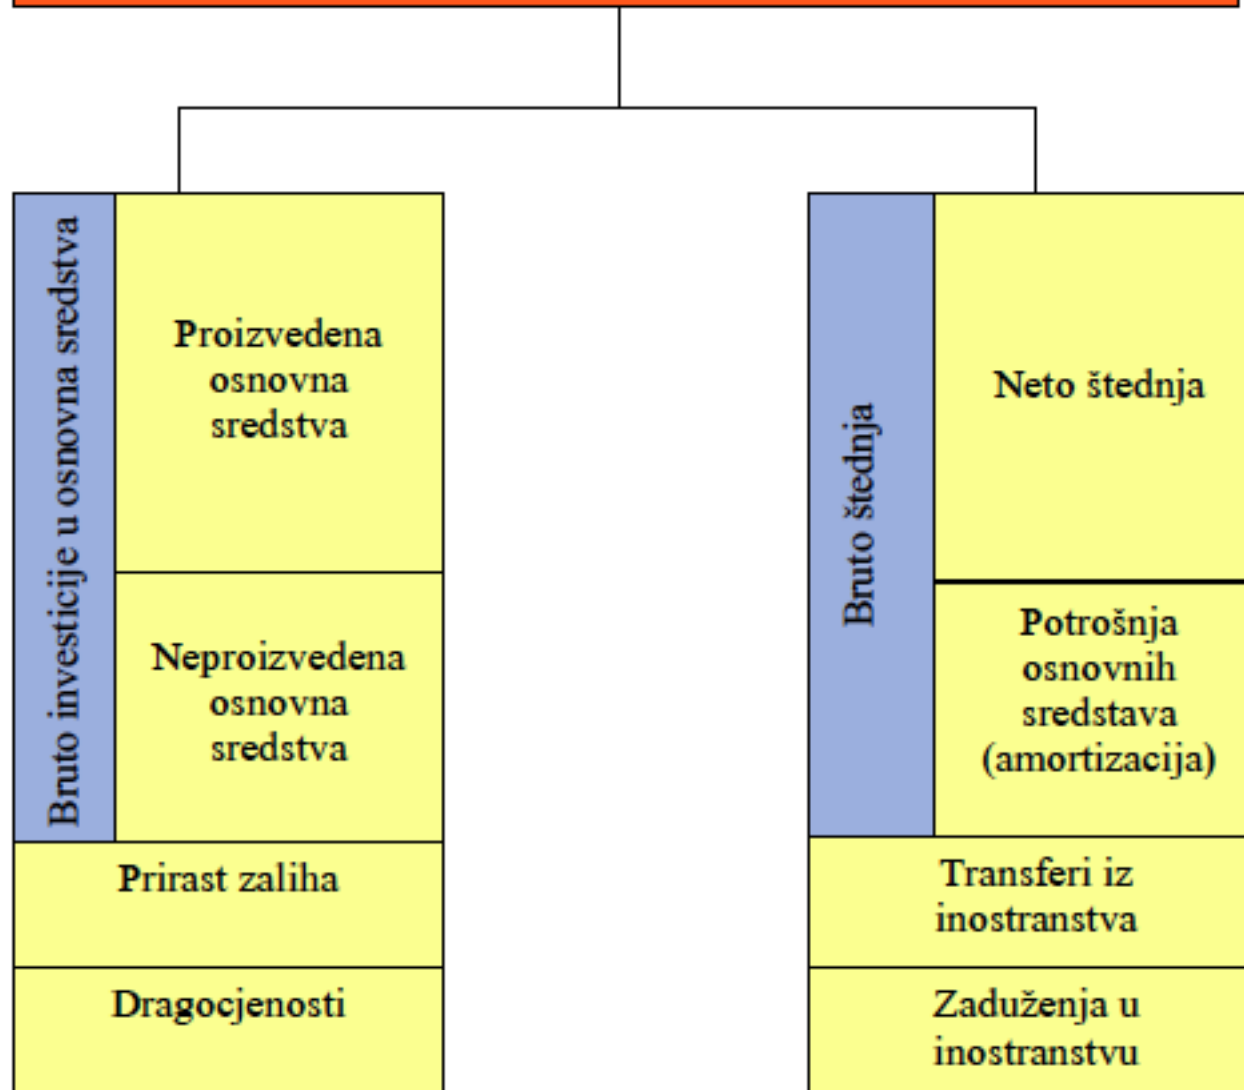 Bruto investicije u osnovna sredstva
Proizvedena
osnovna
sredstva
Neproizvedena
osnovna
sredstva
Prirast zaliha
Dragocjenosti
Bruto štednja
Neto štednja
Potrošnja
osnovnih
sredstava
(amortizacija)
Transferi iz
inostranstva
Zaduženja u
inostranstvu